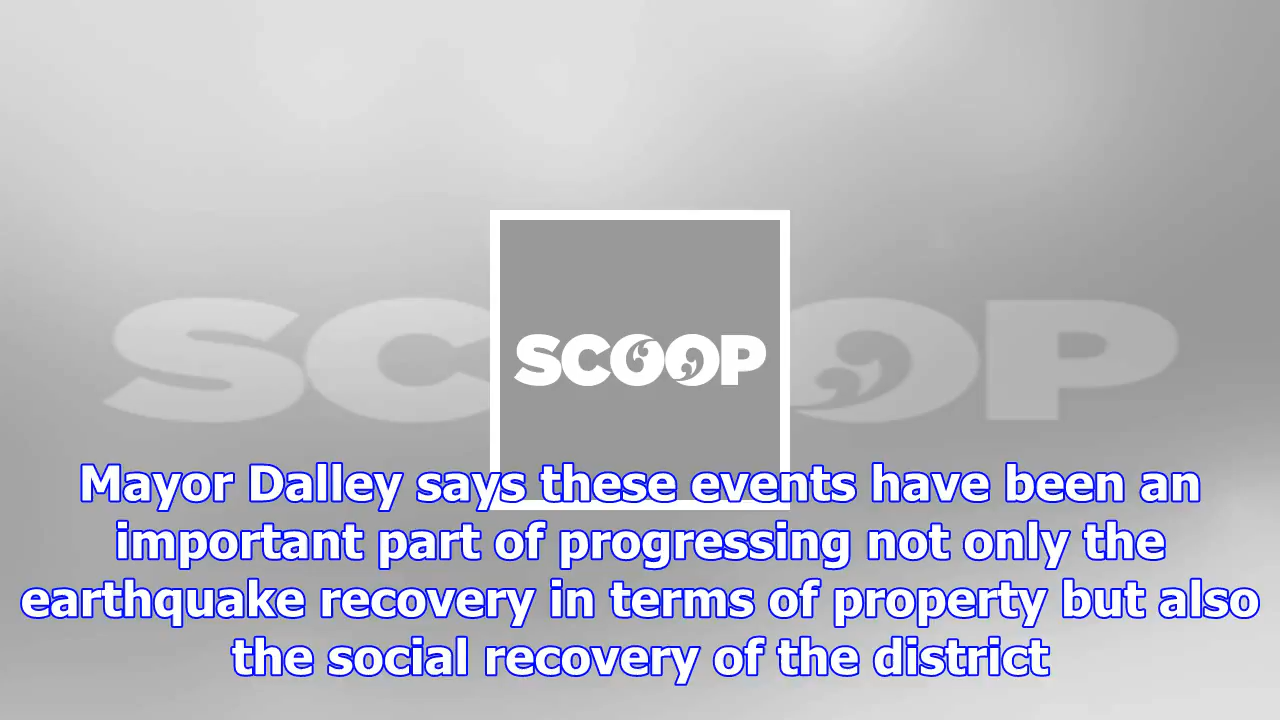 SCOOP
SCOOP
Mayor Dalley says these events have been an
important part of progressing not only the
earthquake recovery in terms of property but also
the social recovery of the district